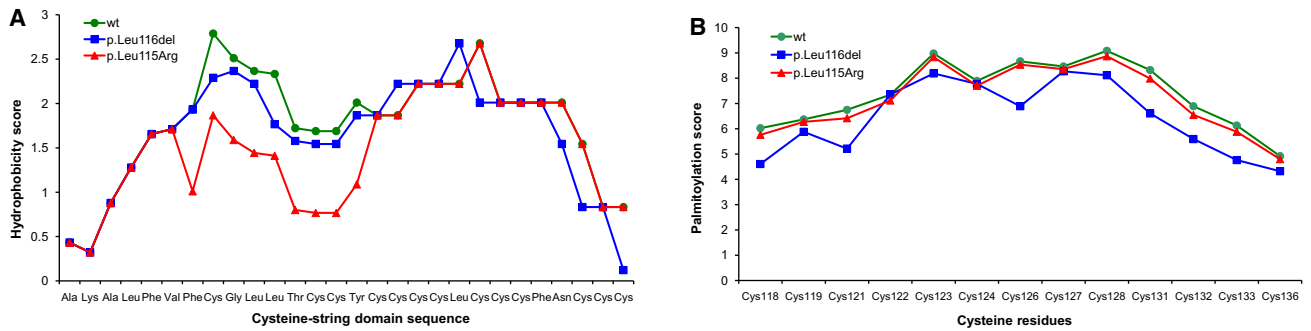 A
wt
p.Leu116del
p.Leu115Arg
Hydrophobicity score
3
2.5
2
1.5
1
0.5
0
Ala Lys Ala Leu Phe Val Phe Cys Gly Leu Leu Thr Cys Cys Tyr Cys Cys Cys Cys Leu Cys Cys Cys Phe Asn Cys Cys Cys
Cysteine-string domain sequence
B
wt
p.Leu116del
p.Leu115Arg
Palmitoylation score
10
9
8
7
6
5
4
3
2
1
0
Cys118 Cys119 Cys121 Cys122 Cys123 Cys124 Cys126 Cys127 Cys128 Cys131 Cys132 Cys133 Cys136
Cysteine residues